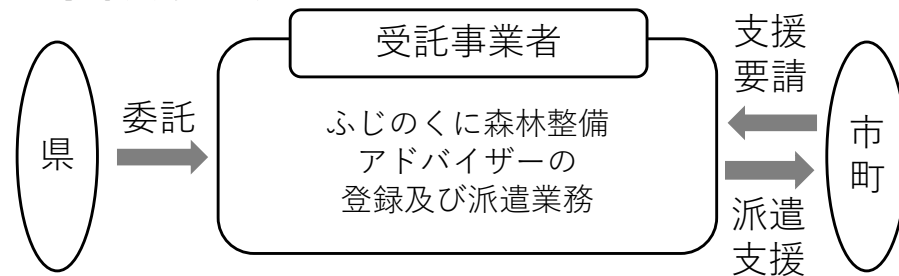 受託事業者
県
委託
ふじのくに森林整備
アドバイザーの
登録及び派遣業務
支援
要請
派遣
支援
市
町